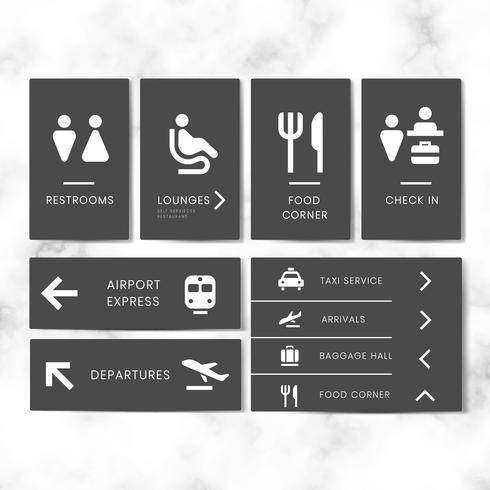 RESTROOMS
LOUNGES
SELF SERVICES
RESTAURANT
FOOD
CORNER
CHECK IN
AIRPORT
EXPRESS
DEPARTURES
TAXI SERVICE
ARRIVALS
BAGGAGE HALL
FOOD CORNER